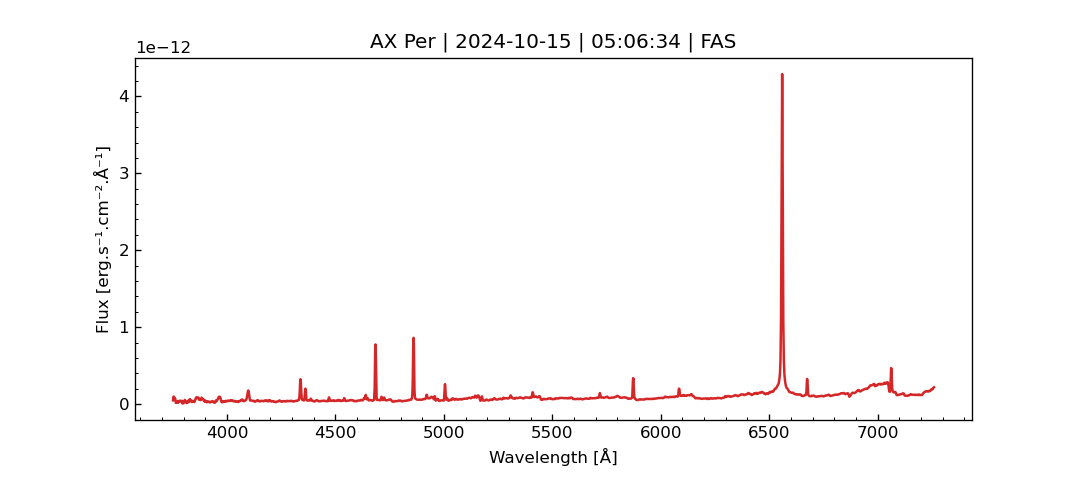 AX Per | 2024-10-15 | 05:06:34 | FAS
1e−12
4
3
2
1
0
Flux [erg.s⁻¹.cm⁻².Å⁻¹]
4000 4500 5000 5500 6000 6500 7000
Wavelength [Å]